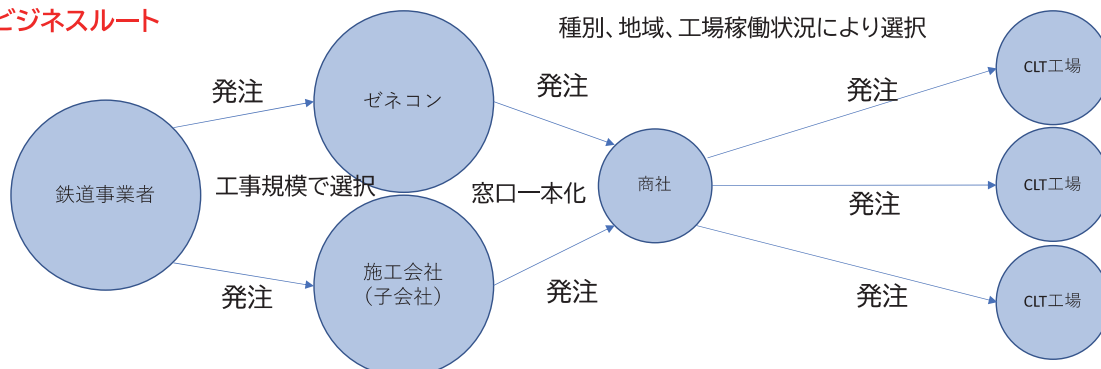 ビジネスルート
種別、地域、工場稼働状況により選択
発注
ゼネコン
発注
発注
CLT工場
鉄道事業者
工事規模で選択
窓口一本化
商社
発注
CLT工場
発注
施工会社
（子会社）
発注
発注
CLT工場